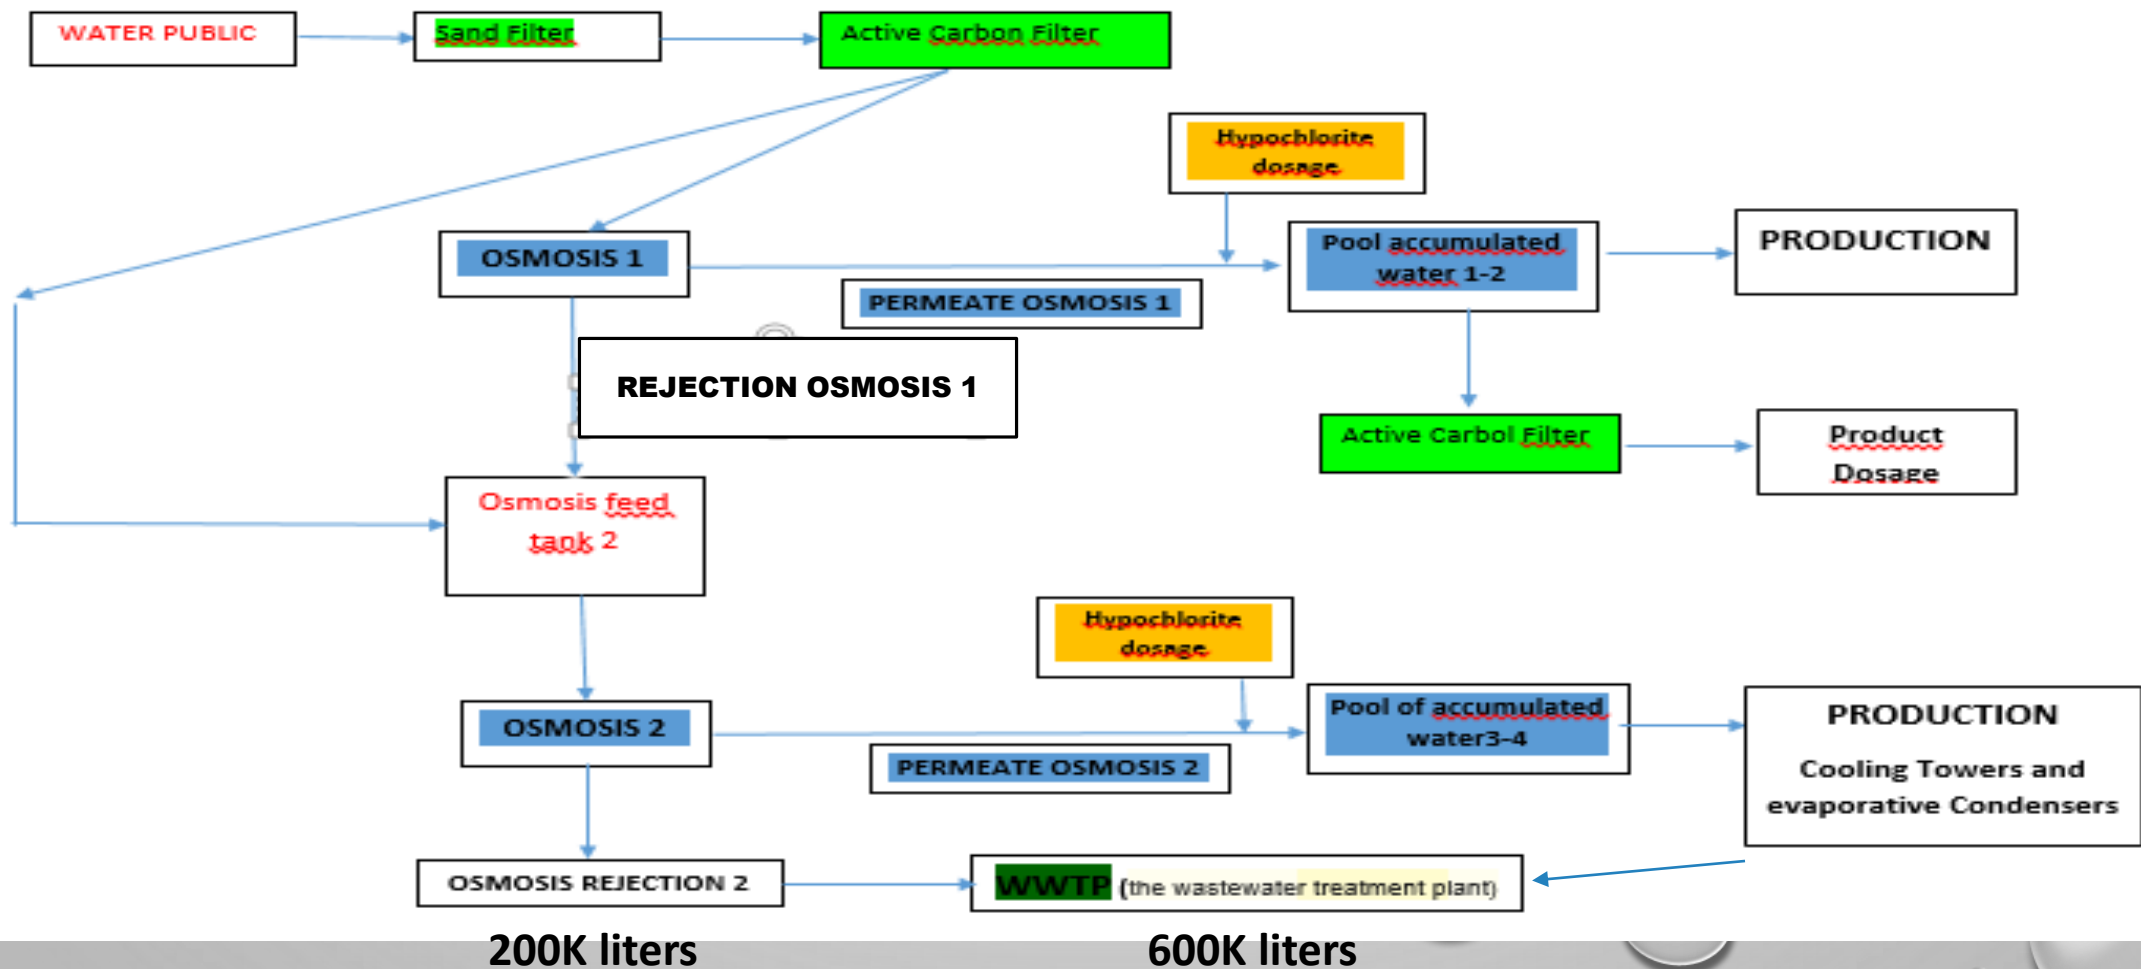 WATER PUBLIC
Sand Filter
Active Carbon Filter
Hypochlorite
dosage
OSMOSIS 1
Pool accumulated
water 1-2
PRODUCTION
PERMEATE OSMOSIS 1
REJECTION OSMOSIS 1
Active Carbol Filter
Product
Dosage
Osmosis feed
tank 2
Hypochlorite
dosage
OSMOSIS 2
Pool of accumulated
water3-4
PRODUCTION
Cooling Towers and
evaporative Condensers
PERMEATE OSMOSIS 2
OSMOSIS REJECTION 2
WWTP (the wastewater treatment plant)
200K liters
600K liters